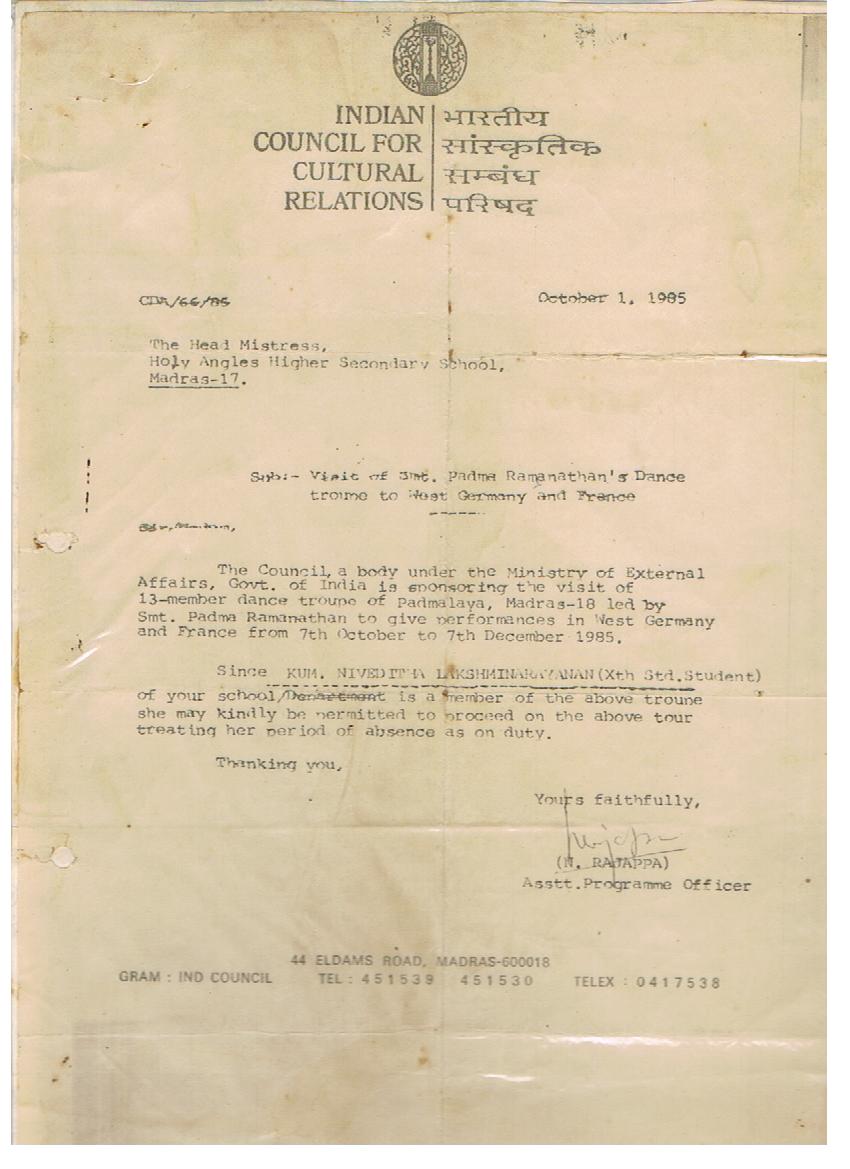 INDIAN COUNCIL FOR CULTURAL RELATIONS
भारतीय सांस्कृतिक सम्बंध परिषद
CDR/66/85
October 1, 1985
The Head Mistress,
Holy Angles Higher Secondary School,
Madras-17.
Sub:- Visit of Smt. Padma Ramanathan's Dance
troupe to West Germany and France
The Council, a body under the Ministry of External
Affairs, Govt. of India is sponsoring the visit of
13-member dance troupe of Padmalaya, Madras-18 led by
Smt. Padma Ramanathan to give performances in West Germany
and France from 7th October to 7th December 1985.
Since KUM. NIVEDITHA LAKSHMINARAYANAN(Xth Std.Student)
of your school/Department is a member of the above troupe
she may kindly be permitted to proceed on the above tour
treating her period of absence as on duty.
Thanking you,
Yours faithfully,
(N. RAJAPPA)
Asstt.Programme Officer
44 ELDAMS ROAD, MADRAS-600018
GRAM : IND COUNCIL TEL : 451539 451530 TELEX : 0417538